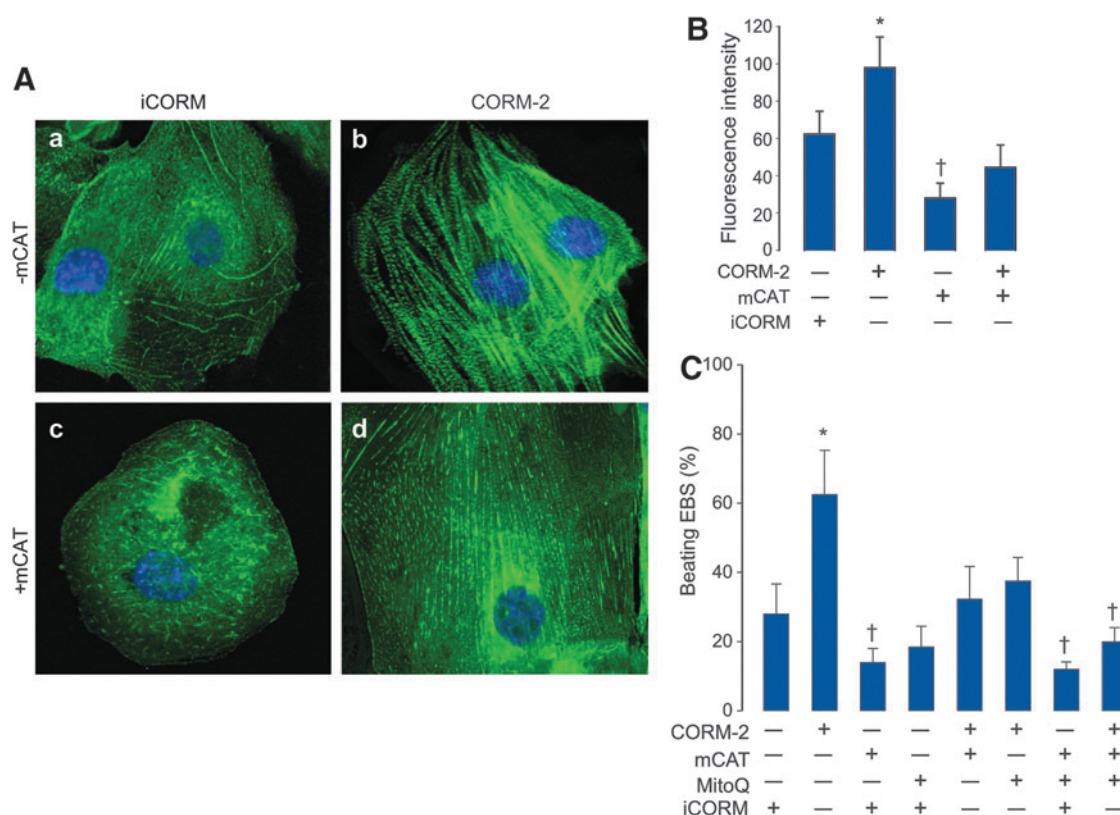 A
iCORM
CORM-2
-mCAT
a
b
+mCAT
c
d
B
Fluorescence intensity
120
100
80
60
40
20
0
*
†
CORM-2 — + — +
mCAT — — + +
iCORM + — — —
C
Beating EBS (%)
100
80
60
40
20
0
*
†
†
†
CORM-2 — + — — + + — +
mCAT — — + — + — + +
MitoQ — — — + — + + +
iCORM + — + + — — + —